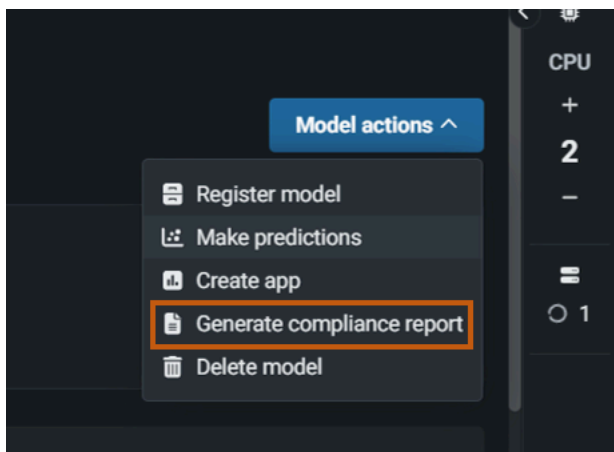 CPU
+
Model actions
2
−
Register model
Make predictions
Create app
Generate compliance report
1
Delete model